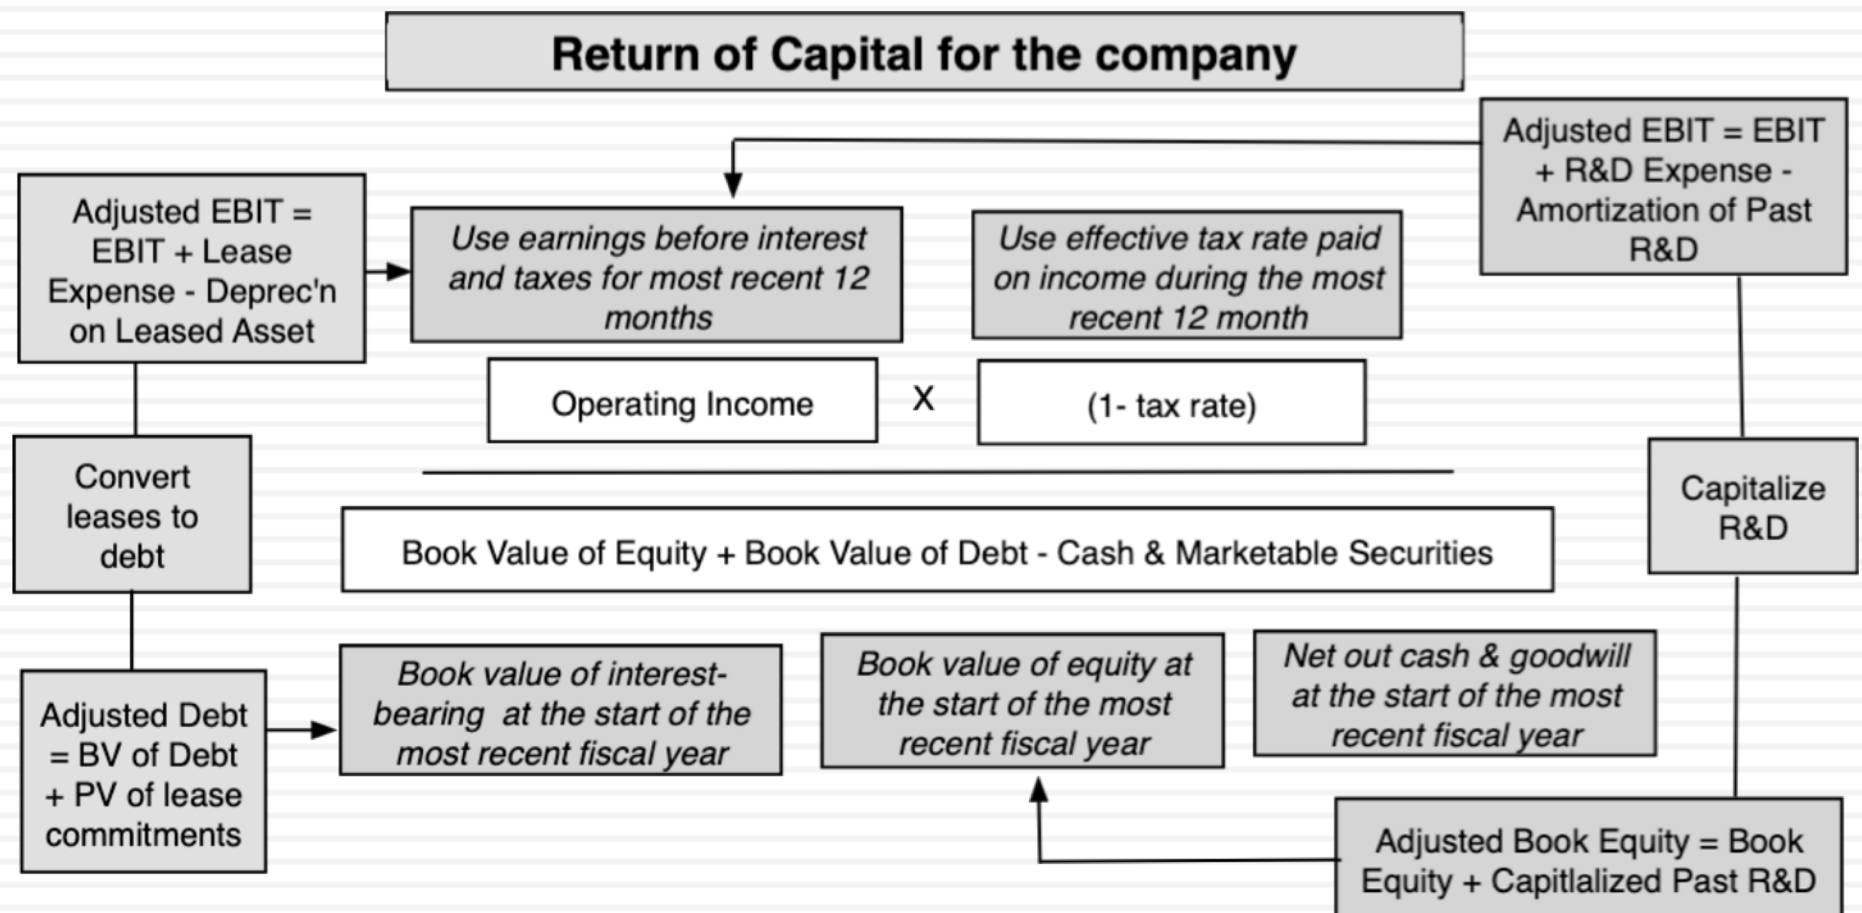 Return of Capital for the company
Adjusted EBIT = EBIT
+ R&D Expense -
Amortization of Past
R&D
Adjusted EBIT =
EBIT + Lease
Expense - Deprec'n
on Leased Asset
Use earnings before interest
and taxes for most recent 12
months
Use effective tax rate paid
on income during the most
recent 12 month
Operating Income
X
(1- tax rate)
Convert
leases to
debt
Capitalize
R&D
Book Value of Equity + Book Value of Debt - Cash & Marketable Securities
Adjusted Debt
= BV of Debt
+ PV of lease
commitments
Book value of interest-
bearing at the start of the
most recent fiscal year
Book value of equity at
the start of the most
recent fiscal year
Net out cash & goodwill
at the start of the most
recent fiscal year
Adjusted Book Equity = Book
Equity + Capitlalized Past R&D